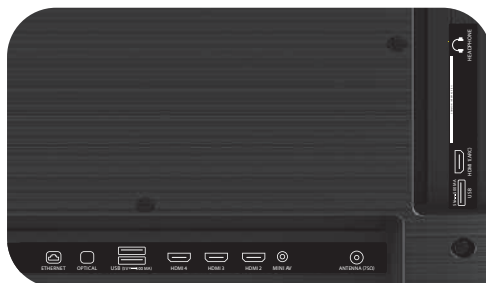 HEADPHONE
HDMI 1(ARC)
USB
ETHERNET OPTICAL USB HDMI 4 HDMI 3 HDMI 2 MINI AV ANTENNA (75Ω)